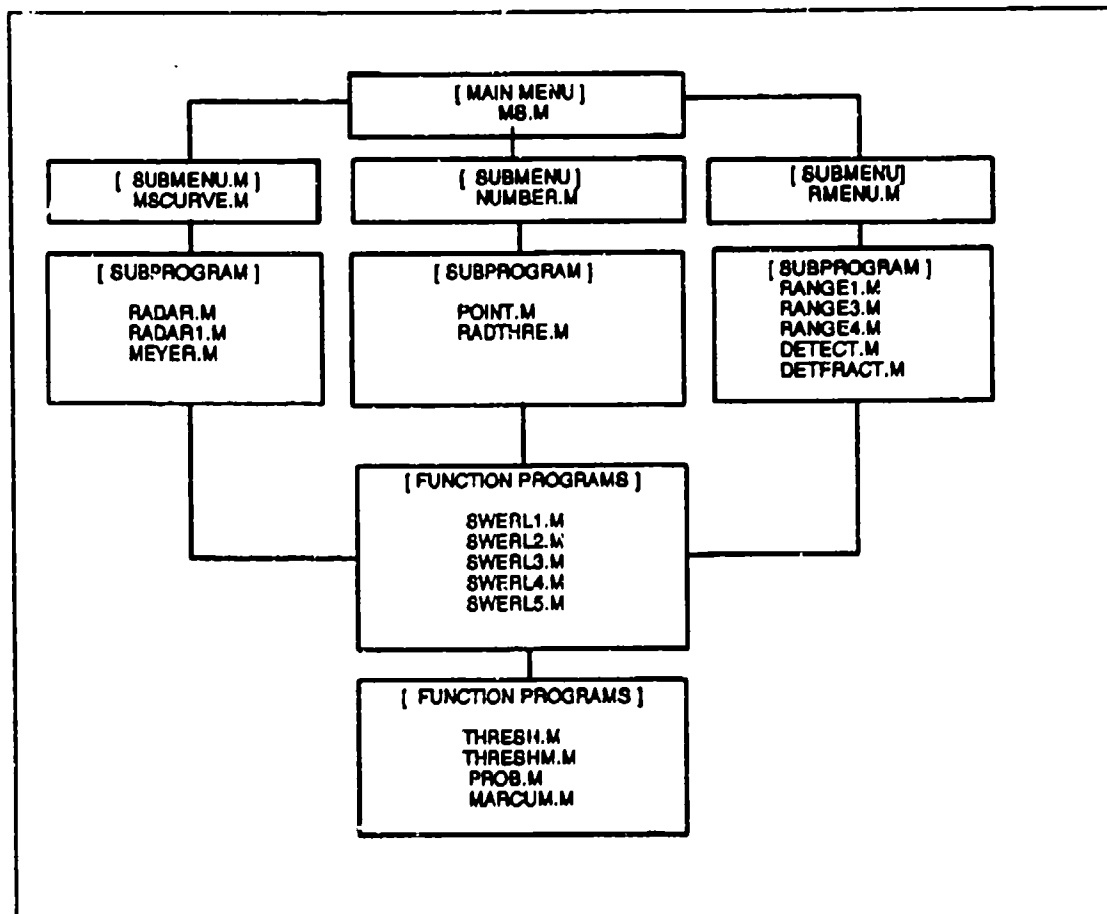 [ MAIN MENU ]
MS.M
[ SUBMENU.M ]
MSCURVE.M
[ SUBMENU]
NUMBER.M
[SUBMENU]
RMENU.M
[ SUBPROGRAM ]
RADAR.M
RADAR1.M
MEYER.M
[ SUBPROGRAM ]
POINT.M
RADTHRE.M
[ SUBPROGRAM ]
RANGE1.M
RANGE3.M
RANGE4.M
DETECT.M
DETFRACT.M
[ FUNCTION PROGRAMS ]
SWERL1.M
SWERL2.M
SWERL3.M
SWERL4.M
SWERL5.M
[ FUNCTION PROGRAMS ]
THRESH.M
THRESHM.M
PROB.M
MARCUM.M